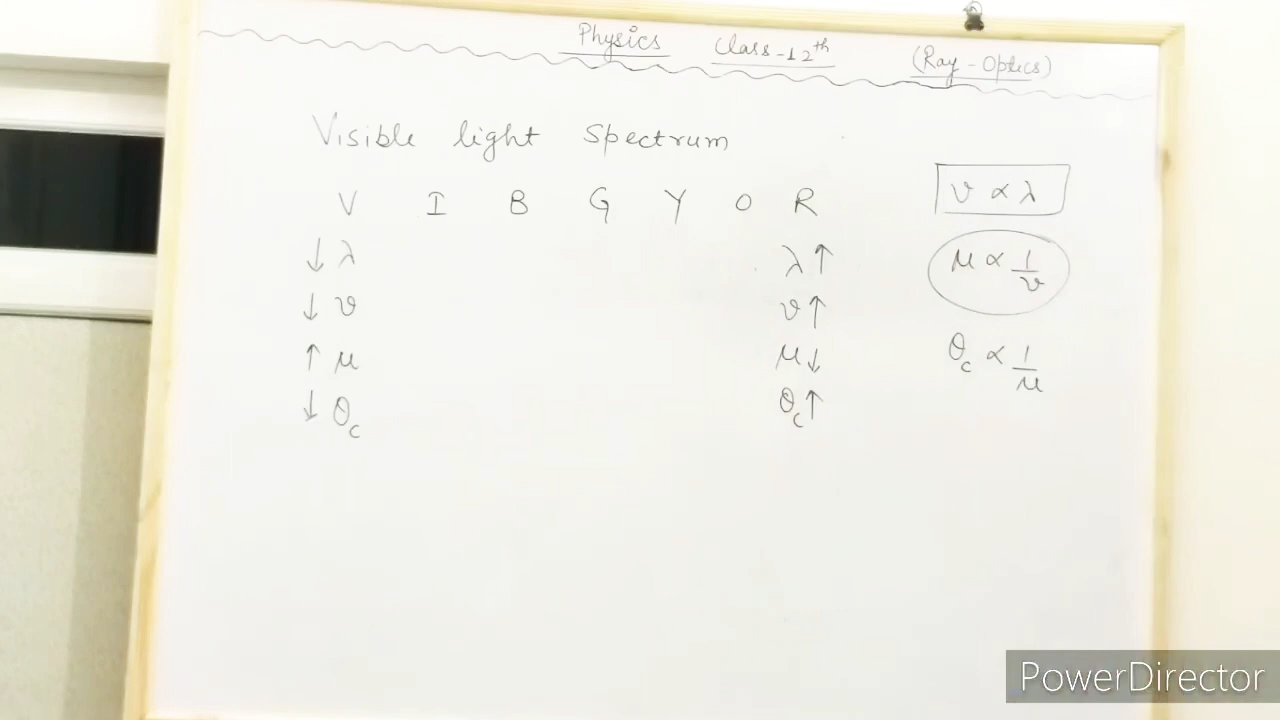 Physics Class-12th (Ray-Optics)
Visible light Spectrum
V I B G Y O R
v ∝ λ
↓ λ λ ↑
μ ∝ 1/v
↓ v v ↑
↑ μ μ ↓
θc ∝ 1/μ
↓ θc θc ↑
PowerDirector